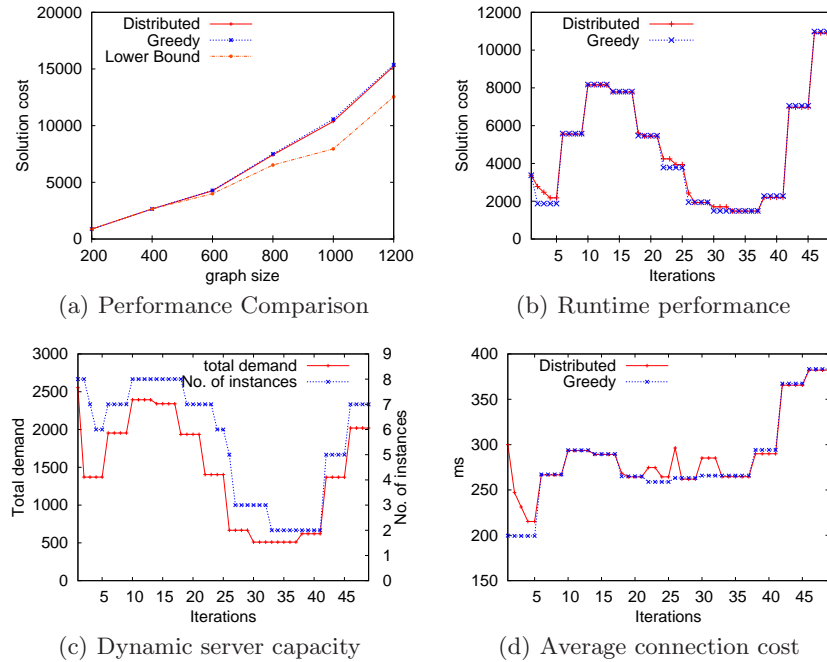 Distributed
Greedy
Lower Bound
Solution cost
0
5000
10000
15000
20000
200 400 600 800 1000 1200
graph size
(a) Performance Comparison
Distributed
Greedy
Solution cost
0
2000
4000
6000
8000
10000
12000
5 10 15 20 25 30 35 40 45
Iterations
(b) Runtime performance
total demand
No. of instances
Total demand
0
500
1000
1500
2000
2500
3000
No. of instances
0
1
2
3
4
5
6
7
8
9
5 10 15 20 25 30 35 40 45
Iterations
(c) Dynamic server capacity
Distributed
Greedy
ms
150
200
250
300
350
400
5 10 15 20 25 30 35 40 45
Iterations
(d) Average connection cost